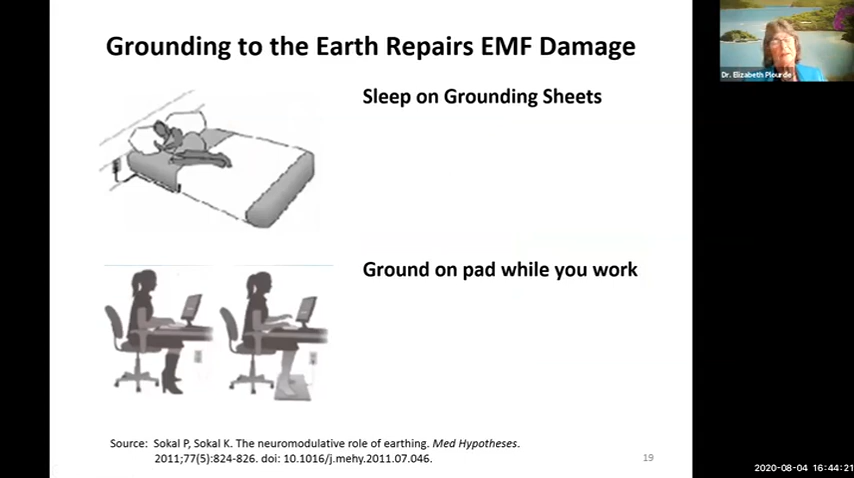 Grounding to the Earth Repairs EMF Damage
Dr. Elizabeth Plourde
Sleep on Grounding Sheets
Ground on pad while you work
Source: Sokal P, Sokal K. The neuromodulative role of earthing. Med Hypotheses.
2011;77(5):824-826. doi: 10.1016/j.mehy.2011.07.046.
19
2020-08-04 16:44:21